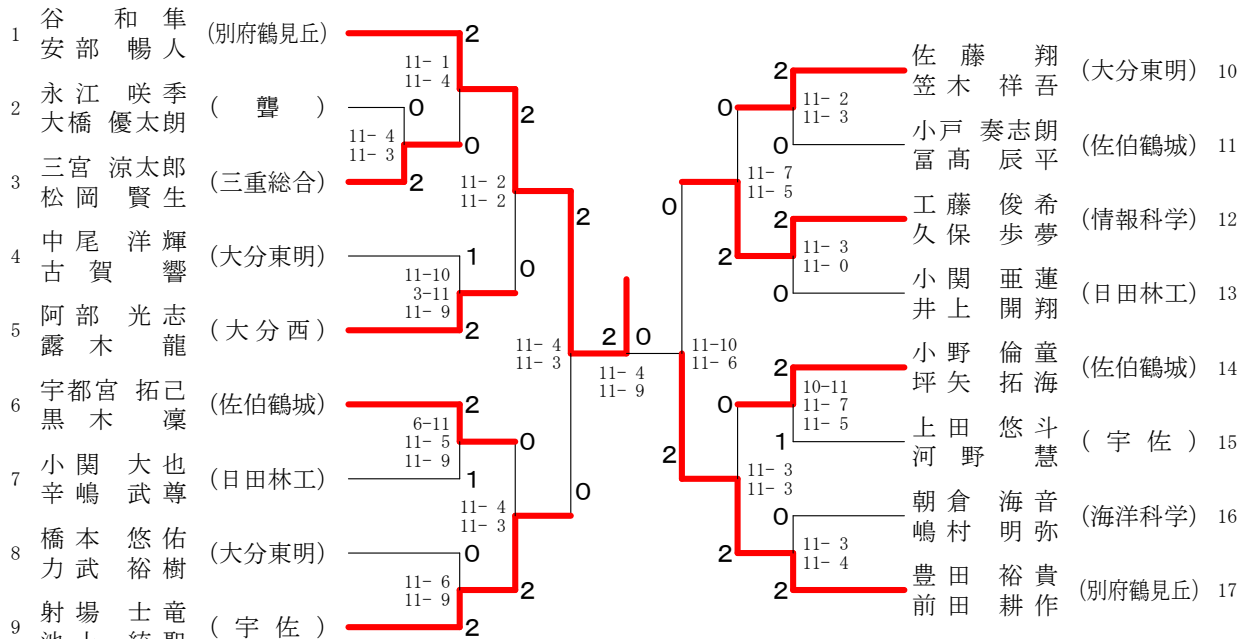 谷 和隼
1 (別府鶴見丘) 2
安部 暢人
11- 1
11- 4
永江 咲季
2 (聾) 0
大橋 優太朗
2
11- 4
11- 3
0
三宮 涼太郎
3 (三重総合) 2
松岡 賢生
11- 2
11- 2
2
中尾 洋輝
4 (大分東明) 1
古賀 響
11-10
3-11
11- 9
0
阿部 光志
5 (大分西) 2
露木 龍
11- 4
11- 3
宇都宮 拓己
6 (佐伯鶴城) 2
黒木 凜
6-11
11- 5
11- 9
0
小関 大也
7 (日田林工) 1
辛嶋 武尊
0
11- 4
11- 3
橋本 悠佑
8 (大分東明) 0
力武 裕樹
11- 6
11- 9
2
射場 士竜
9 (宇佐) 2
2 0
11- 4
11- 9
佐藤 翔
2 (大分東明) 10
笠木 祥吾
0
11- 2
11- 3
小戸 奏志朗
0 (佐伯鶴城) 11
冨髙 辰平
11- 7
11- 5
0
工藤 俊希
2 (情報科学) 12
久保 歩夢
2
11- 3
11- 0
小関 亜蓮
0 (日田林工) 13
井上 開翔
11-10
11- 6
小野 倫童
2 (佐伯鶴城) 14
坪矢 拓海
0
10-11
11- 7
11- 5
上田 悠斗
1 (宇佐) 15
河野 慧
2
11- 3
11- 3
朝倉 海音
0 (海洋科学) 16
嶋村 明弥
2
11- 3
11- 4
豊田 裕貴
2 (別府鶴見丘) 17
前田 耕作